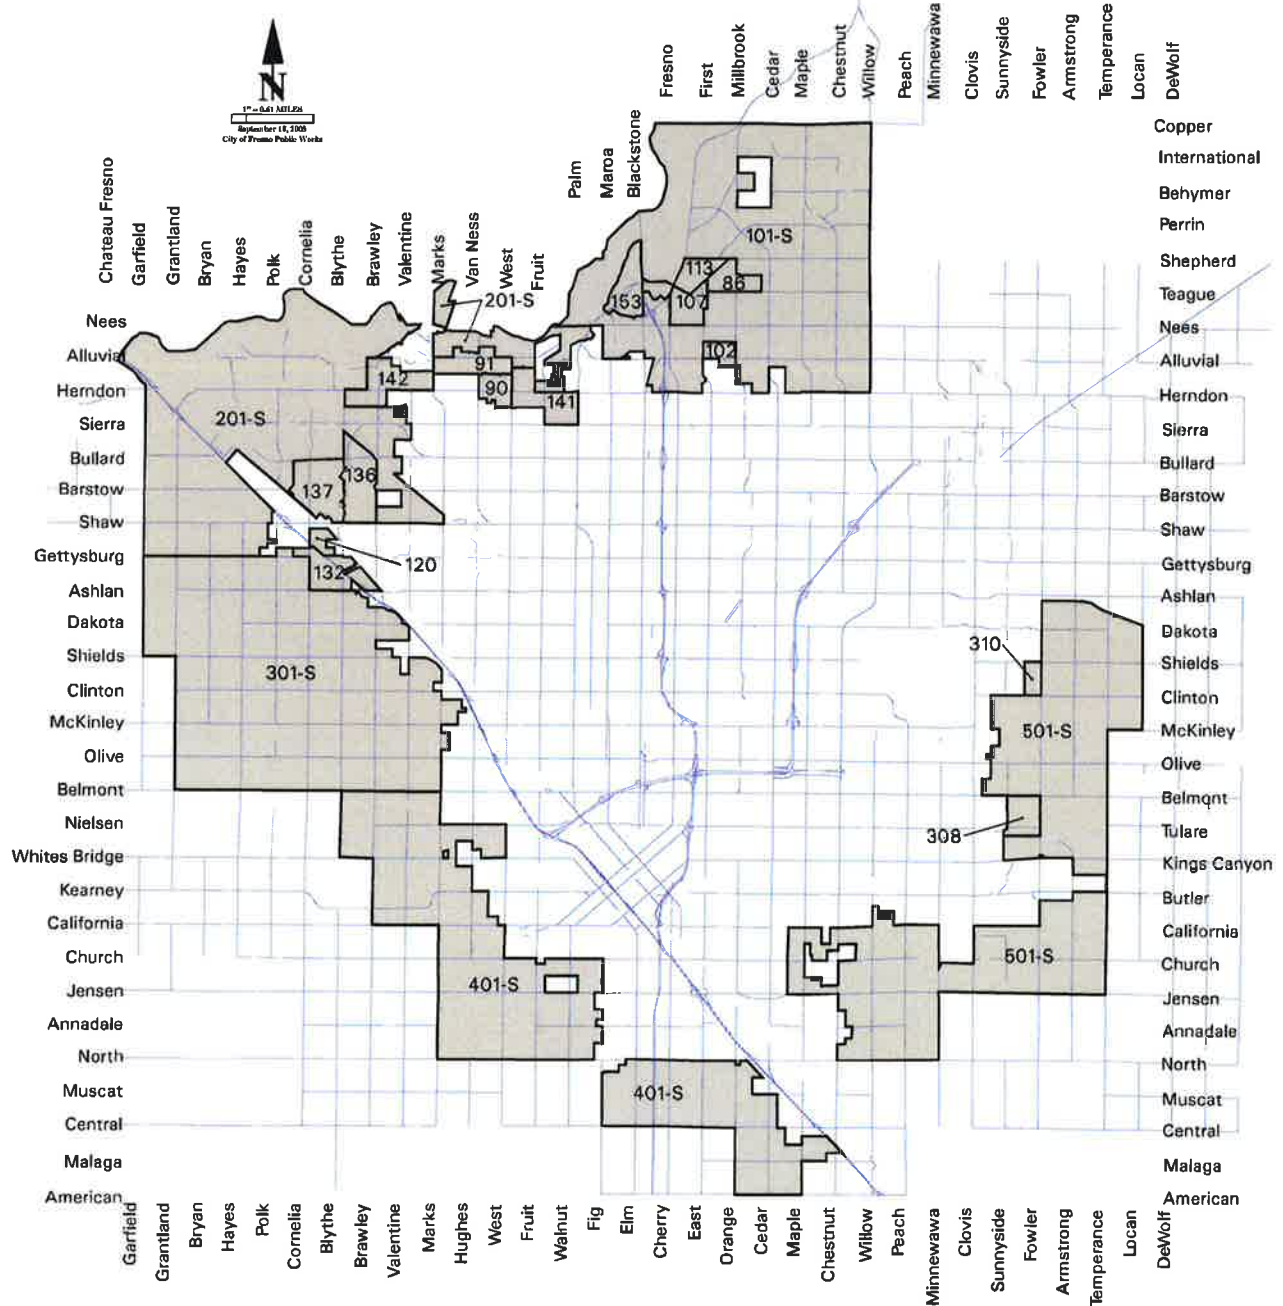 N
1" = 0.61 MILES
September 18, 2008
City of Fresno Public Works
Chateau Fresno
Garfield
Grantland
Bryan
Hayes
Polk
Cornelia
Blythe
Brawley
Valentine
Marks
Van Ness
West
Fruit
Palm
Maroa
Blackstone
Fresno
First
Millbrook
Cedar
Maple
Chestnut
Willow
Peach
Minnewawa
Clovis
Sunnyside
Fowler
Armstrong
Temperance
Locan
DeWolf
Nees
Alluvial
Herndon
Sierra
Bullard
Barstow
Shaw
Gettysburg
Ashlan
Dakota
Shields
Clinton
McKinley
Olive
Belmont
Nielsen
Whites Bridge
Kearney
California
Church
Jensen
Annadale
North
Muscat
Central
Malaga
American
Copper
International
Behymer
Perrin
Shepherd
Teague
Nees
Alluvial
Herndon
Sierra
Bullard
Barstow
Shaw
Gettysburg
Ashlan
Dakota
Shields
Clinton
McKinley
Olive
Belmont
Tulare
Kings Canyon
Butler
California
Church
Jensen
Annadale
North
Muscat
Central
Malaga
American
101-S
113
86
107
153
102
201-S
91
90
142
141
201-S
136
137
120
132
301-S
310
501-S
308
501-S
401-S
401-S
Garfield
Grantland
Bryan
Hayes
Polk
Cornelia
Blythe
Brawley
Valentine
Marks
Hughes
West
Fruit
Walnut
Fig
Elm
Cherry
East
Orange
Cedar
Maple
Chestnut
Willow
Peach
Minnewawa
Clovis
Sunnyside
Fowler
Armstrong
Temperance
Locan
DeWolf